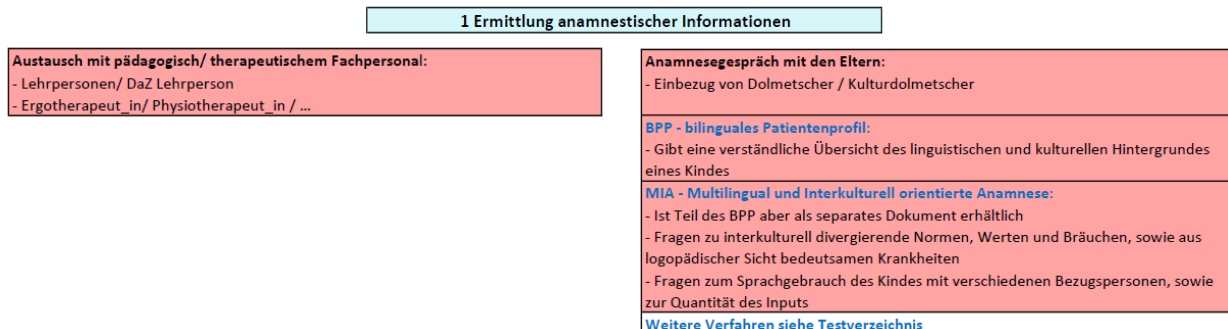 1 Ermittlung anamnestischer Informationen
Austausch mit pädagogisch/ therapeutischem Fachpersonal:
- Lehrpersonen/ DaZ Lehrperson
- Ergotherapeut_in/ Physiotherapeut_in / ...
Anamnesegespräch mit den Eltern:
- Einbezug von Dolmetscher / Kulturdolmetscher
BPP - bilinguales Patientenprofil:
- Gibt eine verständliche Übersicht des linguistischen und kulturellen Hintergrundes
eines Kindes
MIA - Multilingual und Interkulturell orientierte Anamnese:
- Ist Teil des BPP aber als separates Dokument erhältlich
- Fragen zu interkulturell divergierende Normen, Werten und Bräuchen, sowie aus
logopädischer Sicht bedeutsamen Krankheiten
- Fragen zum Sprachgebrauch des Kindes mit verschiedenen Bezugspersonen, sowie
zur Quantität des Inputs
Weitere Verfahren siehe Testverzeichnis